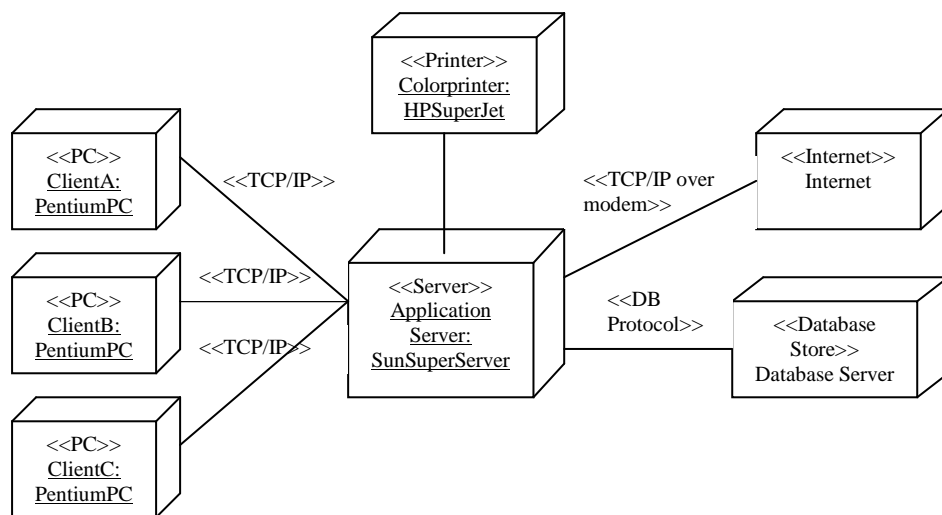 <<Printer>>
Colorprinter:
HPSuperJet
<<PC>>
ClientA:
PentiumPC
<<TCP/IP>>
<<TCP/IP over
modem>>
<<Internet>>
Internet
<<PC>>
ClientB:
PentiumPC
<<TCP/IP>>
<<TCP/IP>>
<<Server>>
Application
Server:
SunSuperServer
<<DB
Protocol>>
<<Database
Store>>
Database Server
<<PC>>
ClientC:
PentiumPC